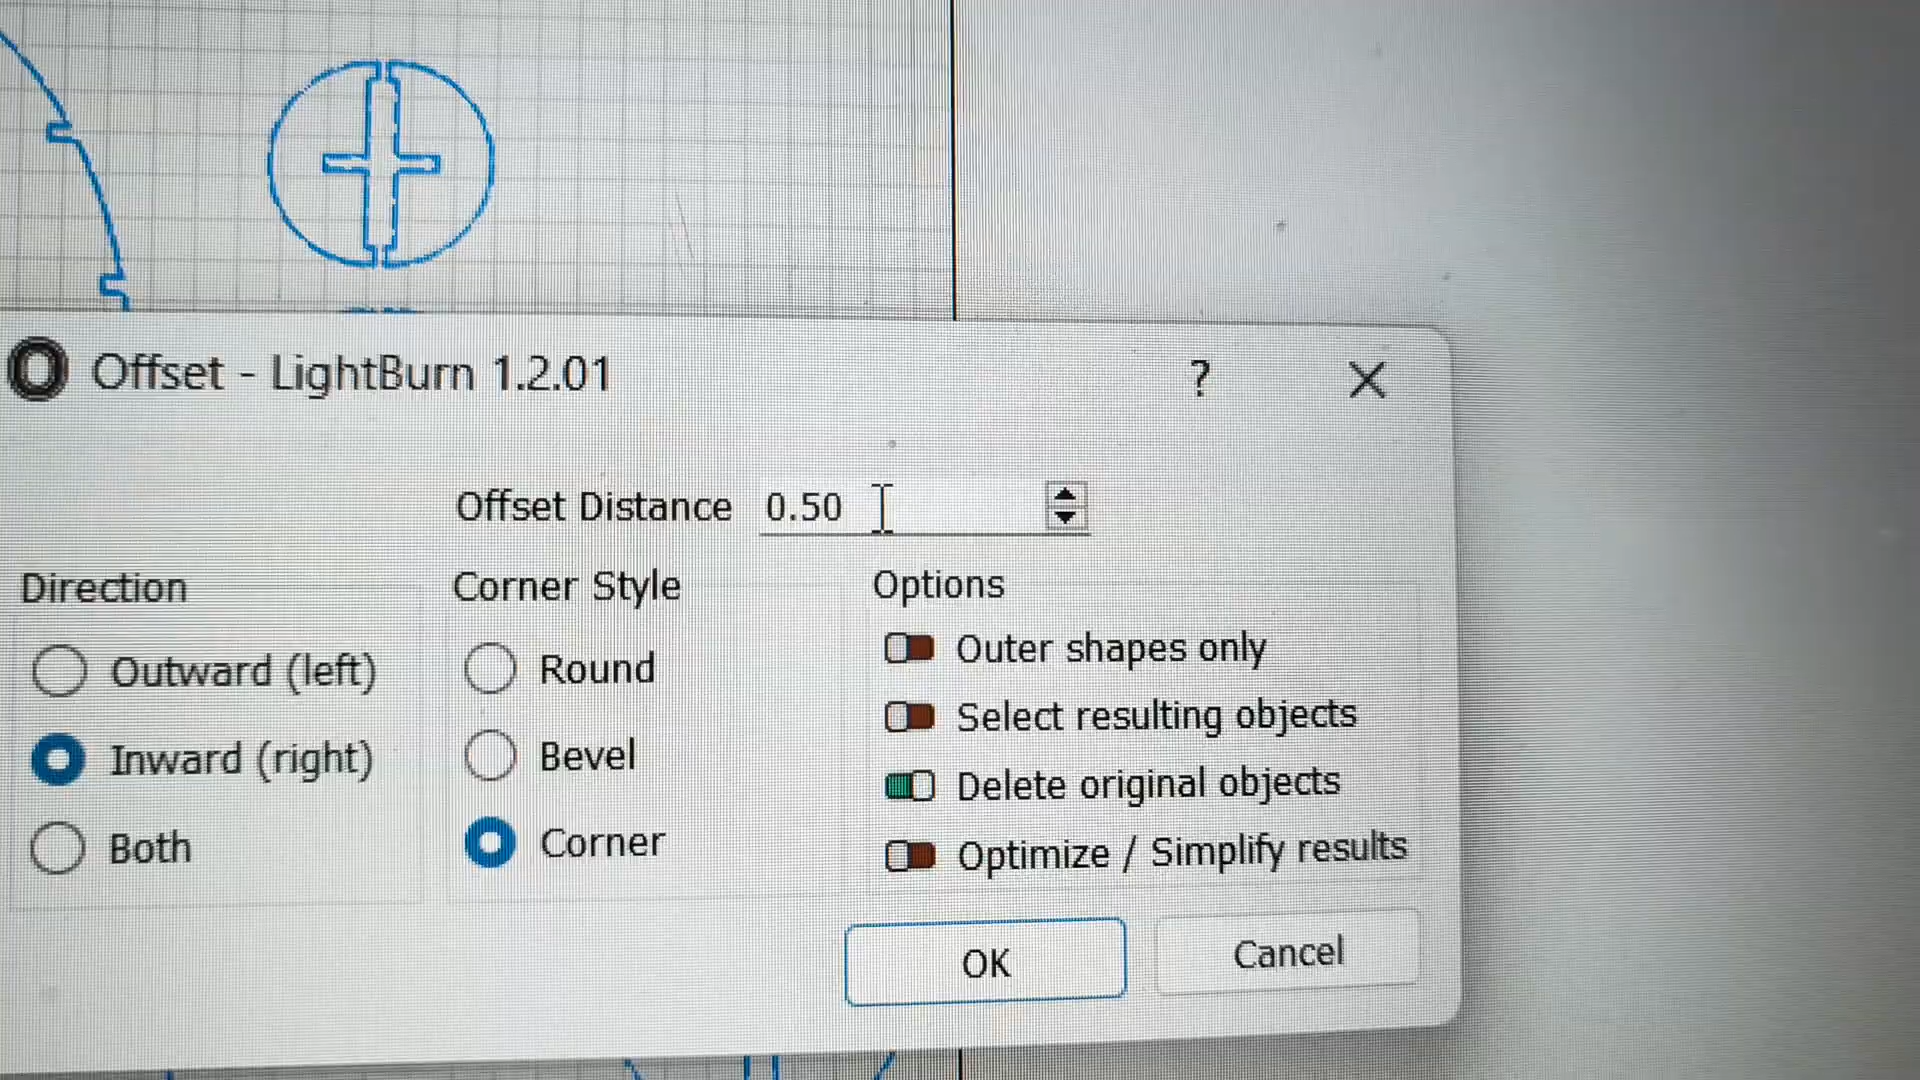 Offset - LightBurn 1.2.01
?
Offset Distance 0.50
Direction
Outward (left)
Inward (right)
Both
Corner Style
Round
Bevel
Corner
Options
Outer shapes only
Select resulting objects
Delete original objects
Optimize / Simplify results
OK
Cancel